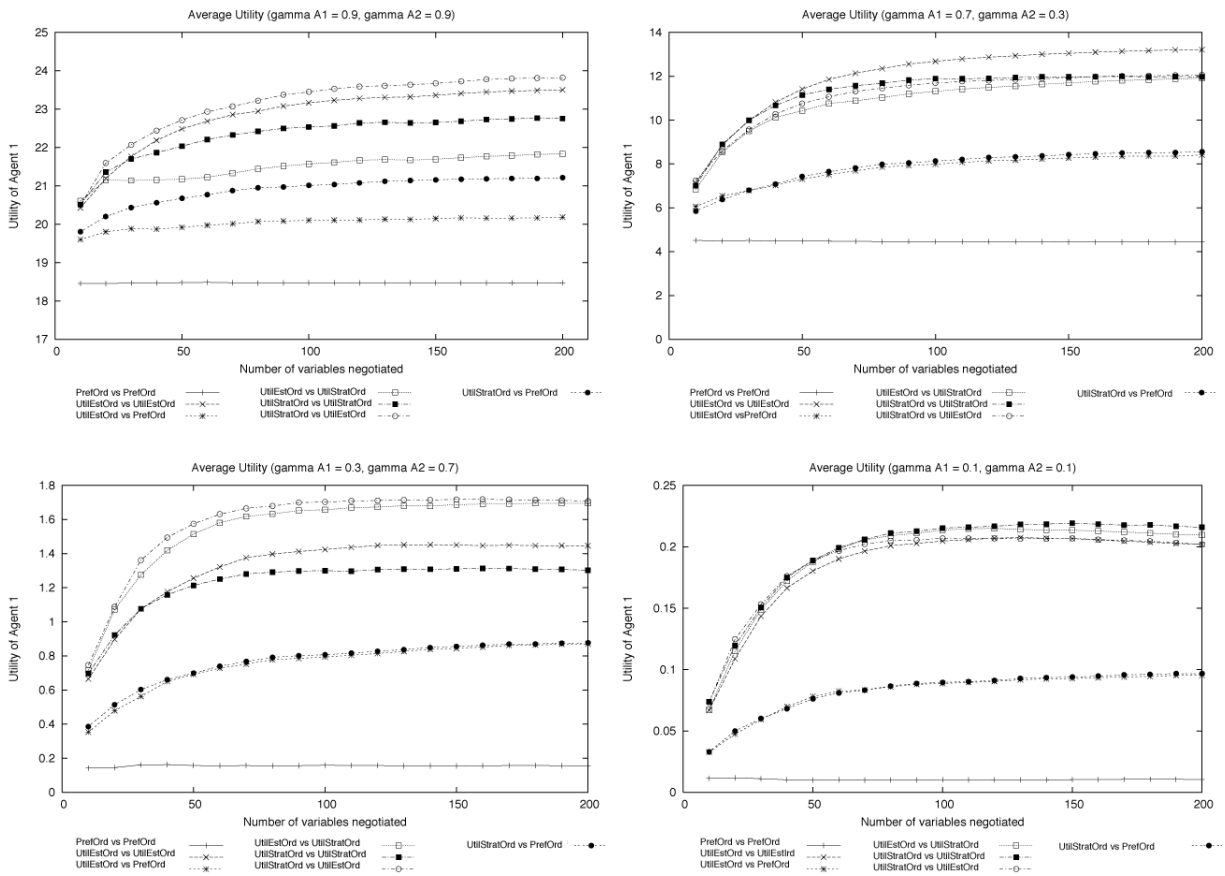 Average Utility (gamma A1 = 0.9, gamma A2 = 0.9)
25
24
23
22
21
20
19
18
17
Utility of Agent 1
0 50 100 150 200
Number of variables negotiated
PrefOrd vs PrefOrd
UtilEstOrd vs UtilEstOrd
UtilEstOrd vs PrefOrd
UtilEstOrd vs UtilStratOrd
UtilStratOrd vs UtilStratOrd
UtilStratOrd vs UtilEstOrd
UtilStratOrd vs PrefOrd
Average Utility (gamma A1 = 0.7, gamma A2 = 0.3)
14
12
10
8
6
4
2
0
Utility of Agent 1
0 50 100 150 200
Number of variables negotiated
PrefOrd vs PrefOrd
UtilEstOrd vs UtilEstOrd
UtilEstOrd vsPrefOrd
UtilEstOrd vs UtilStratOrd
UtilStratOrd vs UtilStratOrd
UtilStratOrd vs UtilEstOrd
UtilStratOrd vs PrefOrd
Average Utility (gamma A1 = 0.3, gamma A2 = 0.7)
1.8
1.6
1.4
1.2
1
0.8
0.6
0.4
0.2
0
Utility of Agent 1
0 50 100 150 200
Number of variables negotiated
PrefOrd vs PrefOrd
UtilEstOrd vs UtilEstOrd
UtilEstOrd vs PrefOrd
UtilEstOrd vs UtilStratOrd
UtilStratOrd vs UtilStratOrd
UtilStratOrd vs UtilEstOrd
UtilStratOrd vs PrefOrd
Average Utility (gamma A1 = 0.1, gamma A2 = 0.1)
0.25
0.2
0.15
0.1
0.05
0
Utility of Agent 1
0 50 100 150 200
Number of variables negotiated
PrefOrd vs PrefOrd
UtilEstOrd vs UtilEstIrd
UtilEstOrd vs PrefOrd
UtilEstOrd vs UtilStratOrd
UtilStratOrd vs UtilStratOrd
UtilStratOrd vs UtilEstOrd
UtilStratOrd vs PrefOrd